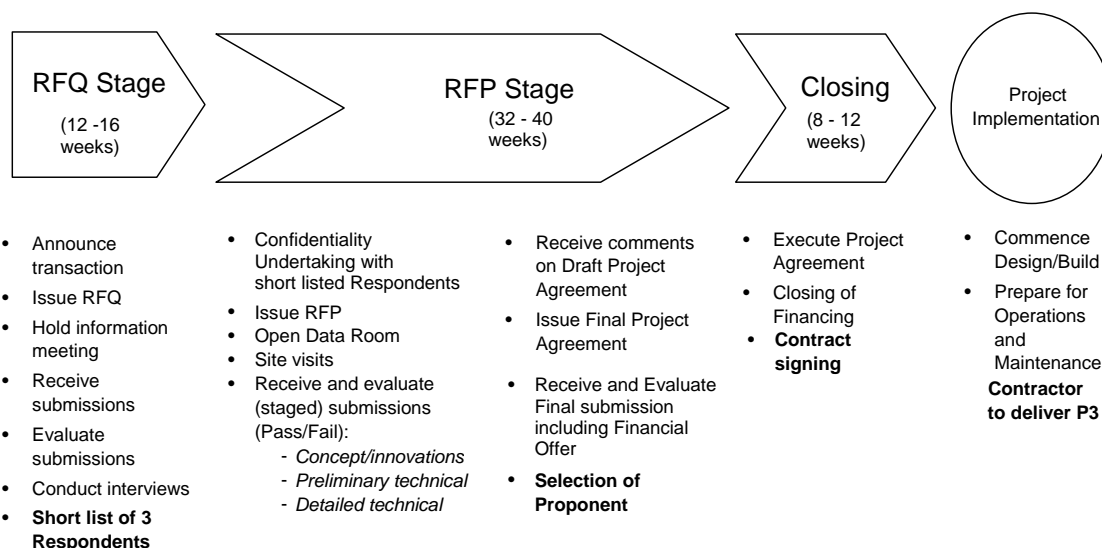 RFQ Stage
(12 -16
weeks)
RFP Stage
(32 - 40
weeks)
Closing
(8 - 12
weeks)
Project
Implementation
• Announce
transaction
• Issue RFQ
• Hold information
meeting
• Receive
submissions
• Evaluate
submissions
• Conduct interviews
• Short list of 3
Respondents
• Confidentiality
Undertaking with
short listed Respondents
• Issue RFP
• Open Data Room
• Site visits
• Receive and evaluate
(staged) submissions
(Pass/Fail):
- Concept/innovations
- Preliminary technical
- Detailed technical
• Receive comments
on Draft Project
Agreement
• Issue Final Project
Agreement
• Receive and Evaluate
Final submission
including Financial
Offer
• Selection of
Proponent
• Execute Project
Agreement
• Closing of
Financing
• Contract
signing
• Commence
Design/Build
• Prepare for
Operations
and
Maintenance
Contractor
to deliver P3